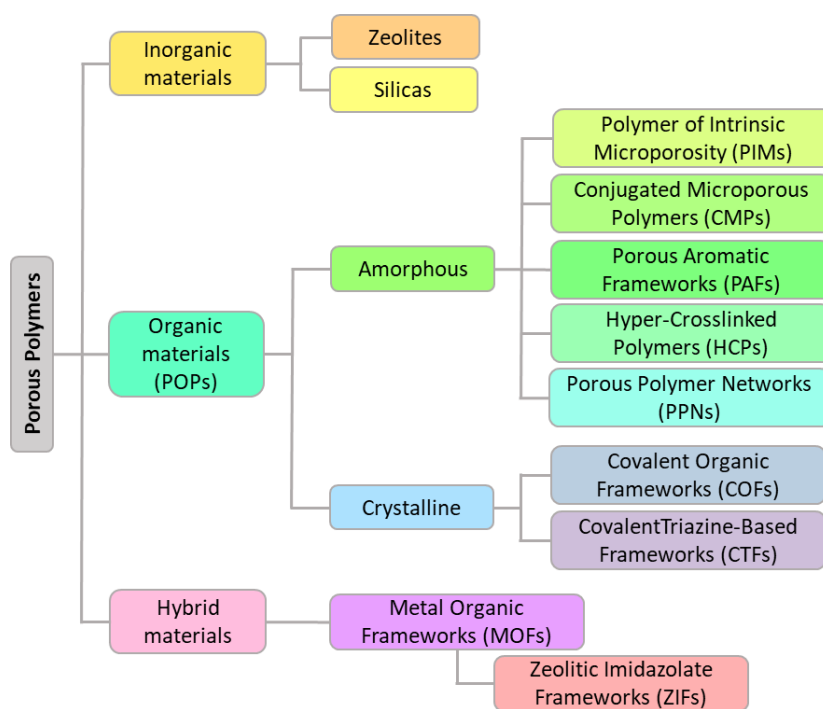 Porous Polymers
Inorganic
materials
Zeolites
Silicas
Organic
materials
(POPs)
Amorphous
Polymer of Intrinsic
Microporosity (PIMs)
Conjugated Microporous
Polymers (CMPs)
Porous Aromatic
Frameworks (PAFs)
Hyper-Crosslinked
Polymers (HCPs)
Porous Polymer Networks
(PPNs)
Crystalline
Covalent Organic
Frameworks (COFs)
CovalentTriazine-Based
Frameworks (CTFs)
Hybrid
materials
Metal Organic
Frameworks (MOFs)
Zeolitic Imidazolate
Frameworks (ZIFs)